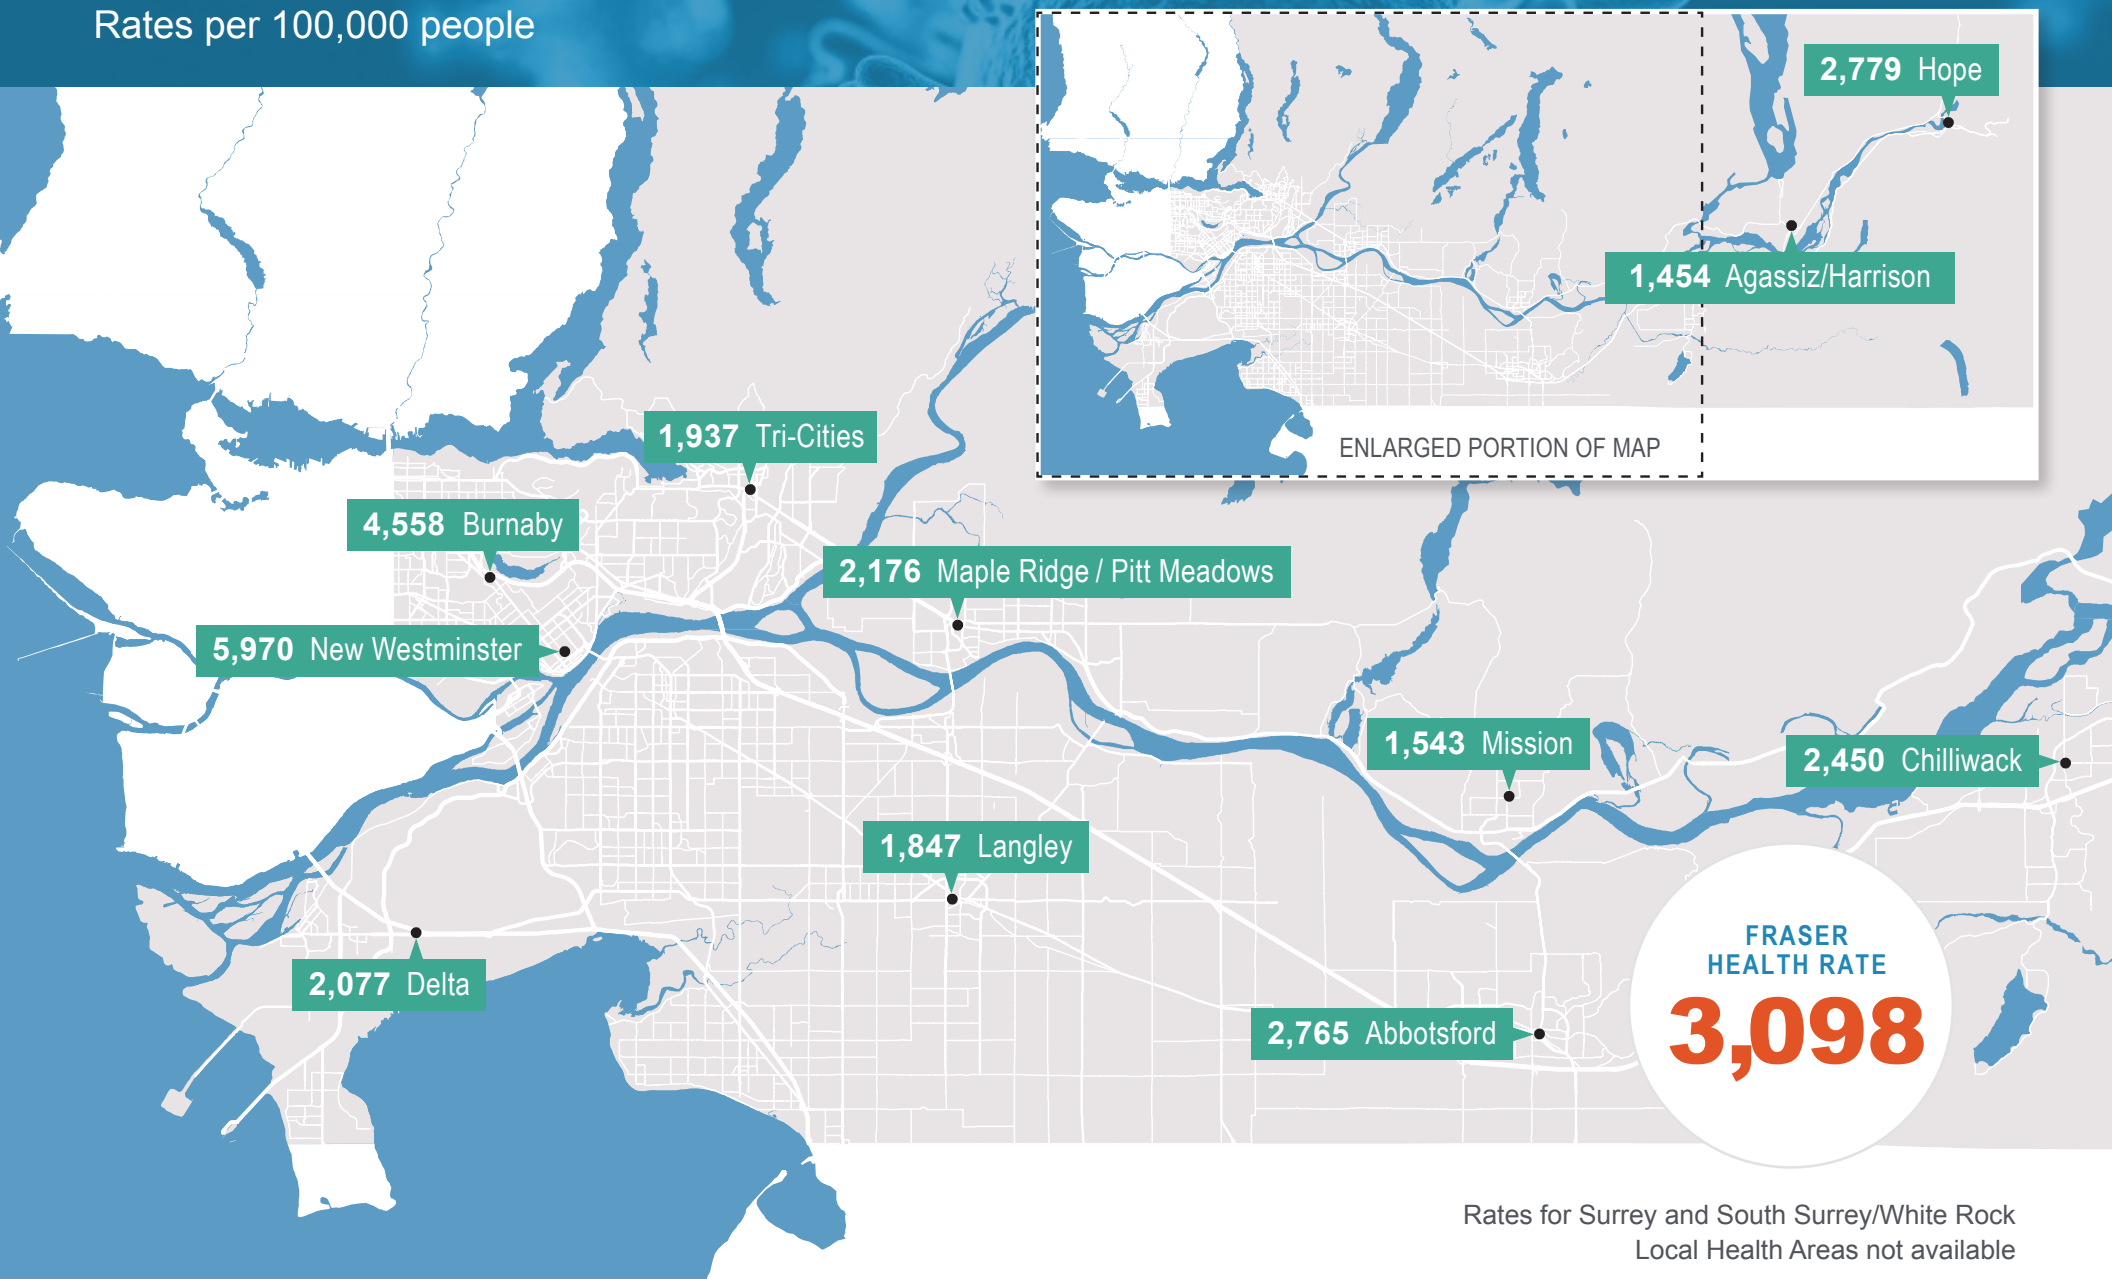 Rates per 100,000 people
2,779 Hope
1,454 Agassiz/Harrison
ENLARGED PORTION OF MAP
1,937 Tri-Cities
4,558 Burnaby
2,176 Maple Ridge / Pitt Meadows
5,970 New Westminster
1,543 Mission
2,450 Chilliwack
1,847 Langley
2,077 Delta
2,765 Abbotsford
FRASER
HEALTH RATE
3,098
Rates for Surrey and South Surrey/White Rock
Local Health Areas not available